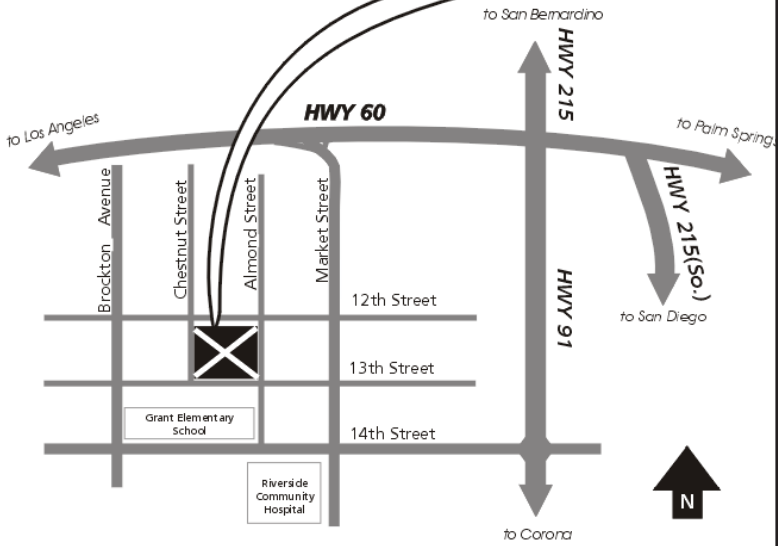 to San Bernardino
HWY 215
HWY 60
to Los Angeles
to Palm Springs
Brockton Avenue
Chestnut Street
Almond Street
Market Street
HWY 215(So.)
12th Street
to San Diego
HWY 91
13th Street
Grant Elementary
School
14th Street
Riverside
Community
Hospital
N
to Corona